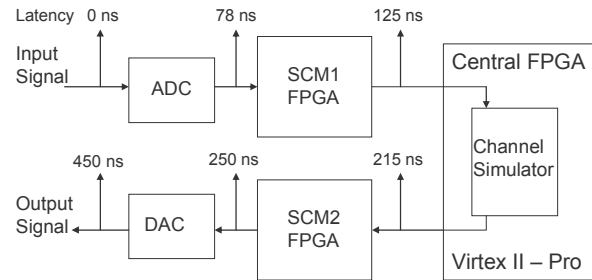 Latency 0 ns 78 ns 125 ns
Input
Signal
ADC
SCM1
FPGA
Central FPGA
Channel
Simulator
450 ns 250 ns 215 ns
Output
Signal
DAC
SCM2
FPGA
Virtex II – Pro